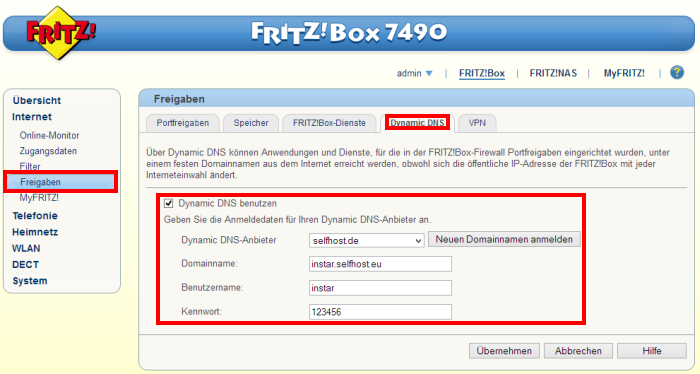 FRITZ!
FRITZ!Box 7490
admin FRITZ!Box FRITZ!NAS MyFRITZ! ?
Übersicht
Internet
Online-Monitor
Zugangsdaten
Filter
Freigaben
MyFRITZ!
Telefonie
Heimnetz
WLAN
DECT
System
Freigaben
Portfreigaben Speicher FRITZ!Box-Dienste Dynamic DNS VPN
Über Dynamic DNS können Anwendungen und Dienste, für die in der FRITZ!Box-Firewall Portfreigaben eingerichtet wurden, unter
einem festen Domainnamen aus dem Internet erreicht werden, obwohl sich die öffentliche IP-Adresse der FRITZ!Box mit jeder
Interneteinwahl ändert.
Dynamic DNS benutzen
Geben Sie die Anmeldedaten für Ihren Dynamic DNS-Anbieter an.
Dynamic DNS-Anbieter selfhost.de Neuen Domainnamen anmelden
Domainname: instar.selfhost.eu
Benutzername: instar
Kennwort: 123456
Übernehmen Abbrechen Hilfe